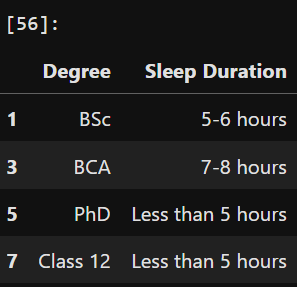 [56]:
Degree Sleep Duration
1 BSc 5-6 hours
3 BCA 7-8 hours
5 PhD Less than 5 hours
7 Class 12 Less than 5 hours